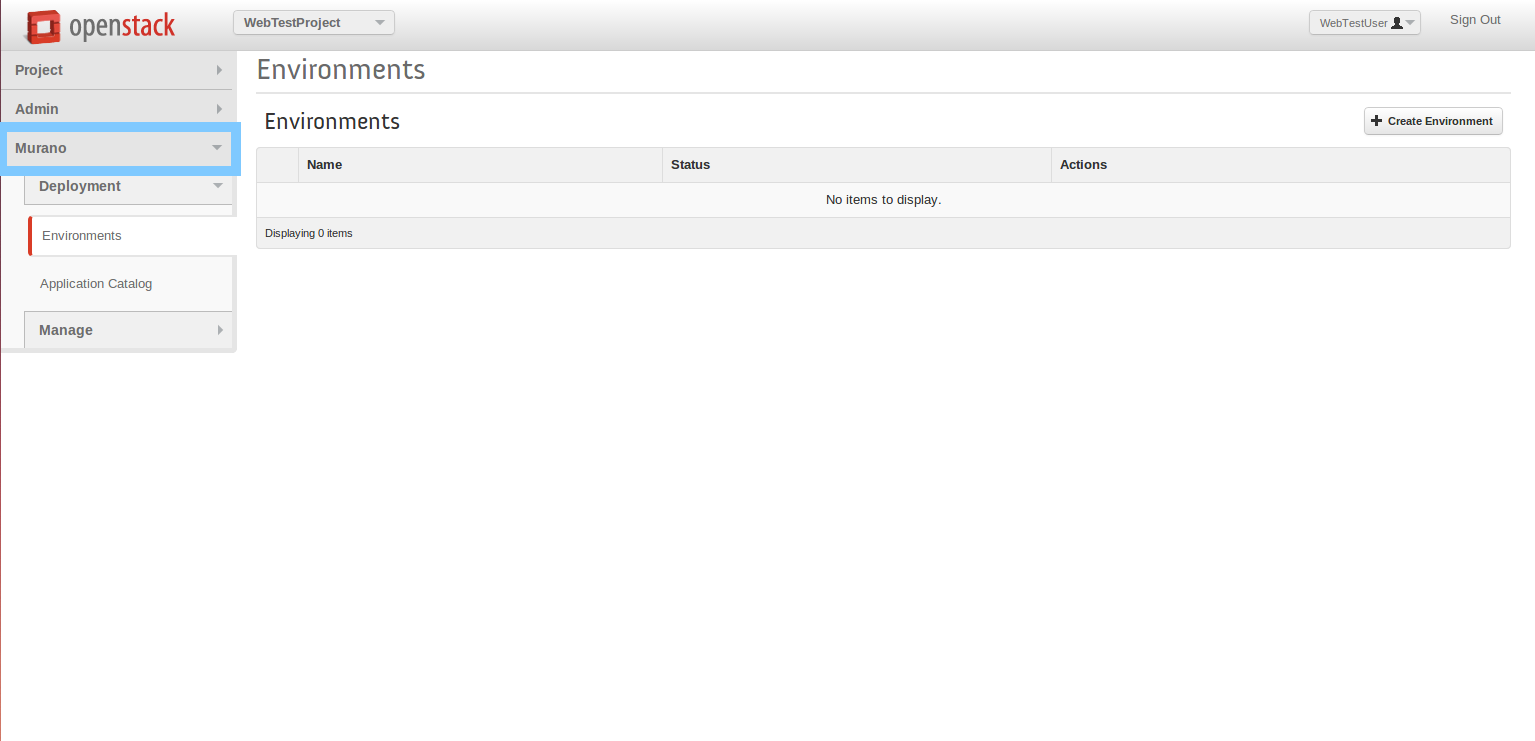 openstack
WebTestProject
WebTestUser
Sign Out
Project
Admin
Murano
Deployment
Environments
Application Catalog
Manage
Environments
Environments
Create Environment
Name Status Actions
No items to display.
Displaying 0 items